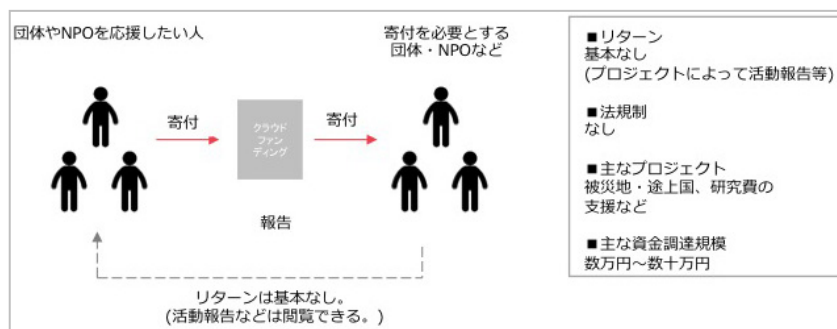 団体やNPOを応援したい人
寄付を必要とする
団体・NPOなど
寄付
クラウド
ファン
ディング
寄付
報告
リターンは基本なし。
(活動報告などは閲覧できる。)
■リターン
基本なし
(プロジェクトによって活動報告等)
■法規制
なし
■主なプロジェクト
被災地・途上国、研究費の
支援など
■主な資金調達規模
数万円～数十万円